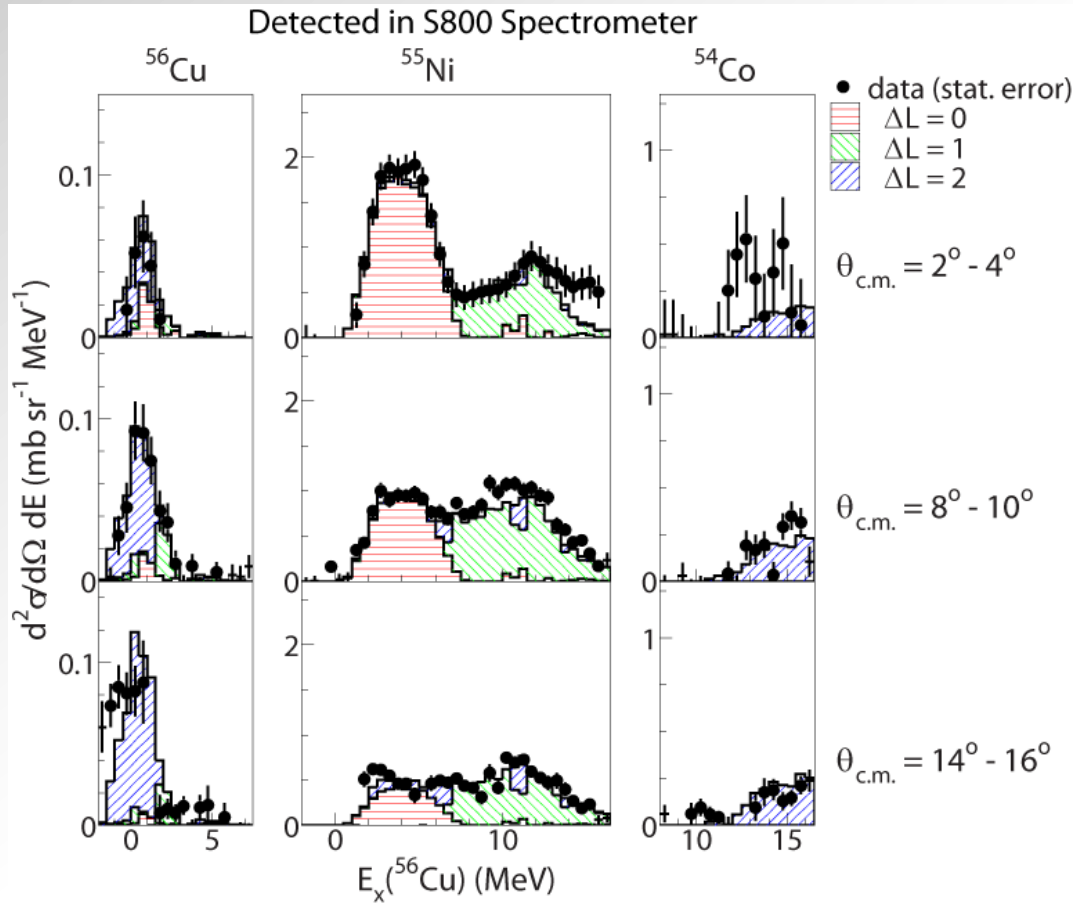 Detected in S800 Spectrometer
⁵⁶Cu ⁵⁵Ni ⁵⁴Co
data (stat. error)
ΔL = 0
ΔL = 1
ΔL = 2
0.1 2 1
θc.m. = 2° - 4°
0 0 0
0.1 2 1
θc.m. = 8° - 10°
0 0 0
0.1 2 1
θc.m. = 14° - 16°
0 0 0
0 5 0 10 10 15
d²σ/dΩ dE (mb sr⁻¹ MeV⁻¹)
Eₓ(⁵⁶Cu) (MeV)